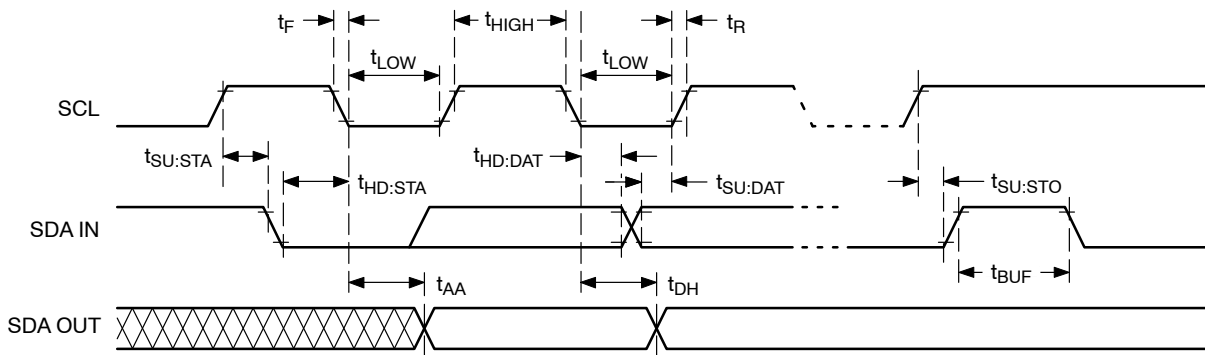 tF tHIGH tR
tLOW tLOW
SCL
tSU:STA tHD:DAT
tHD:STA tSU:DAT tSU:STO
SDA IN
tAA tDH tBUF
SDA OUT